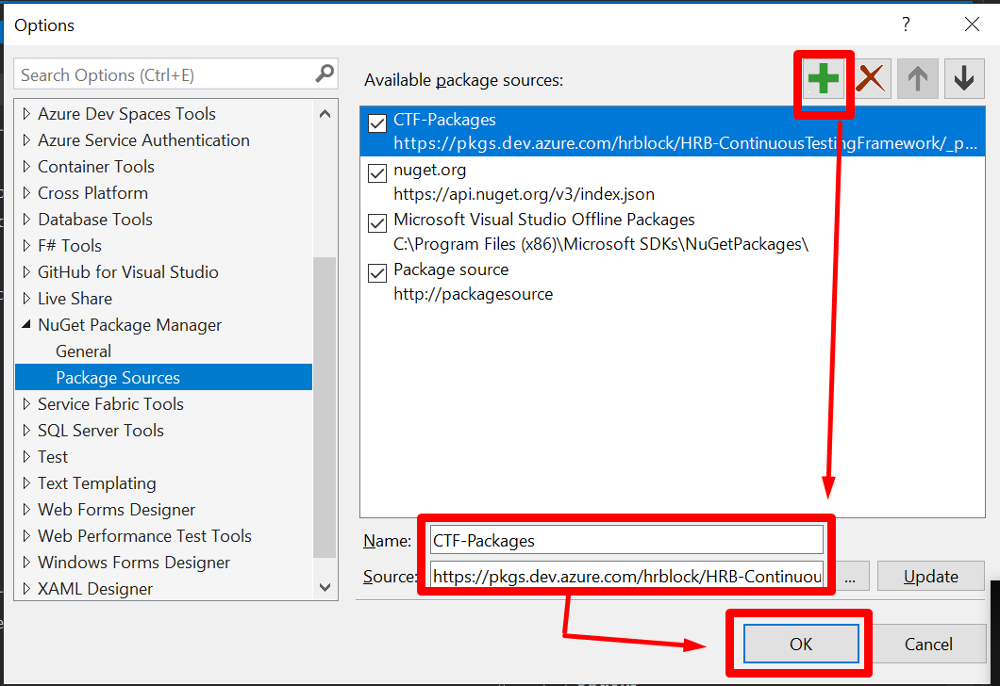 Options
?
Search Options (Ctrl+E)
Azure Dev Spaces Tools
Azure Service Authentication
Container Tools
Cross Platform
Database Tools
F# Tools
GitHub for Visual Studio
Live Share
NuGet Package Manager
General
Package Sources
Service Fabric Tools
SQL Server Tools
Test
Text Templating
Web Forms Designer
Web Performance Test Tools
Windows Forms Designer
XAML Designer
Available package sources:
CTF-Packages
https://pkgs.dev.azure.com/hrblock/HRB-ContinuousTestingFramework/_p...
nuget.org
https://api.nuget.org/v3/index.json
Microsoft Visual Studio Offline Packages
C:\Program Files (x86)\Microsoft SDKs\NuGetPackages\
Package source
http://packagesource
Name: CTF-Packages
Source: https://pkgs.dev.azure.com/hrblock/HRB-Continuou ... Update
OK Cancel